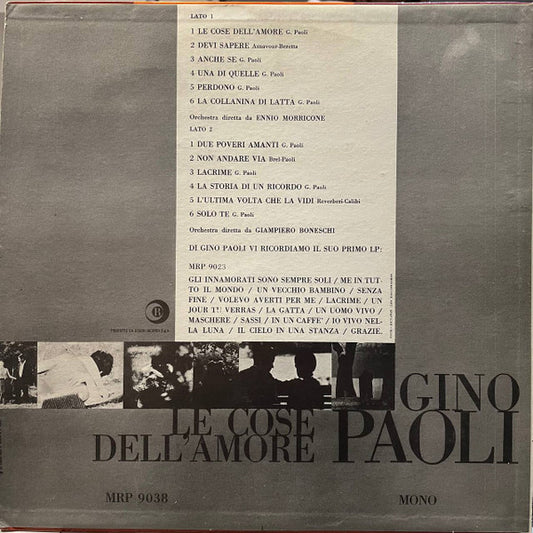 LATO 1
1 LE COSE DELL'AMORE G. Paoli
2 DEVI SAPERE Aznavour-Beretta
3 ANCHE SE G. Paoli
4 UNA DI QUELLE G. Paoli
5 PERDONO G. Paoli
6 LA COLLANINA DI LATTA G. Paoli
Orchestra diretta da ENNIO MORRICONE
LATO 2
1 DUE POVERI AMANTI G. Paoli
2 NON ANDARE VIA Brel-Paoli
3 LACRIME G. Paoli
4 LA STORIA DI UN RICORDO G. Paoli
5 L'ULTIMA VOLTA CHE LA VIDI Reverberi-Calibi
6 SOLO TE G. Paoli
Orchestra diretta da GIAMPIERO BONESCHI
DI GINO PAOLI VI RICORDIAMO IL SUO PRIMO LP:
MRP 9023
GLI INNAMORATI SONO SEMPRE SOLI / ME IN TUT-
TO IL MONDO / UN VECCHIO BAMBINO / SENZA
FINE / VOLEVO AVERTI PER ME / LACRIME / UN
JOUR T!! VERRAS / LA GATTA / UN UOMO VIVO /
MASCHERE / SASSI / IN UN CAFFE' / IO VIVO NEL-
LA LUNA / IL CIELO IN UNA STANZA / GRAZIE.
R
GINO
LE COSE
DELL'AMORE
PAOLI
MRP 9038
MONO